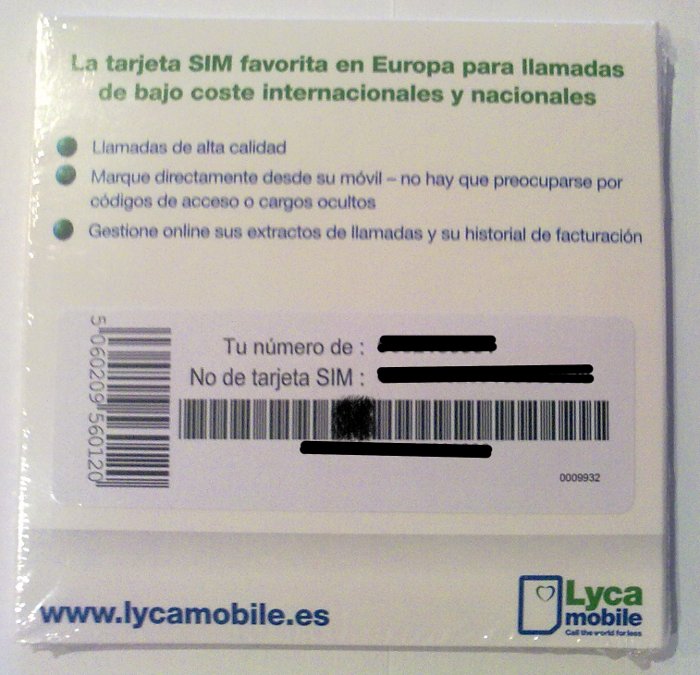 La tarjeta SIM favorita en Europa para llamadas
de bajo coste internacionales y nacionales
Llamadas de alta calidad
Marque directamente desde su móvil – no hay que preocuparse por
códigos de acceso o cargos ocultos
Gestione online sus extractos de llamadas y su historial de facturación
5 060209 560120
Tu número de :
No de tarjeta SIM :
0009932
www.lycamobile.es
Lyca
mobile
Call the world for less